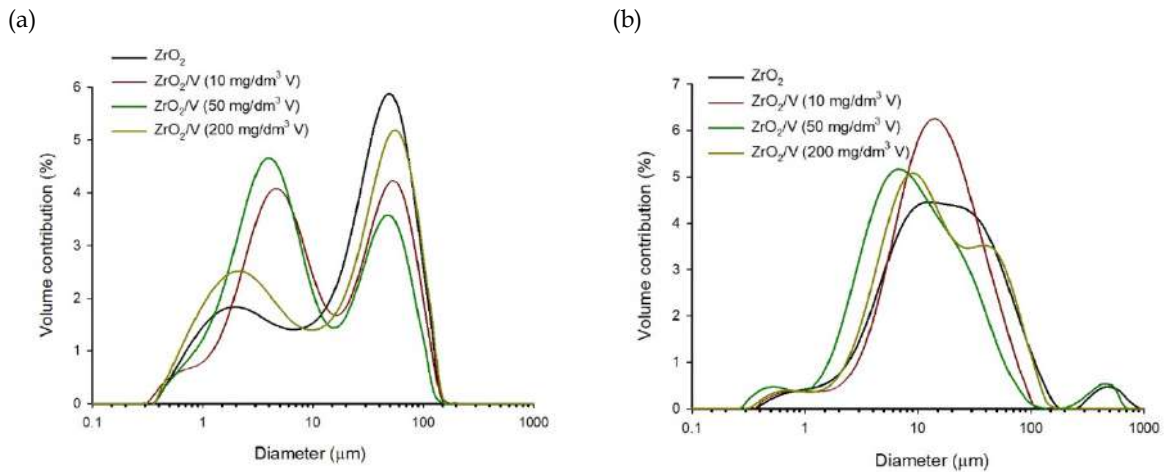 (a)
ZrO₂
ZrO₂/V (10 mg/dm³ V)
ZrO₂/V (50 mg/dm³ V)
ZrO₂/V (200 mg/dm³ V)
6
5
4
3
2
1
0
Volume contribution (%)
0.1 1 10 100 1000
Diameter (μm)
(b)
ZrO₂
ZrO₂/V (10 mg/dm³ V)
ZrO₂/V (50 mg/dm³ V)
ZrO₂/V (200 mg/dm³ V)
7
6
5
4
3
2
1
0
Volume contribution (%)
0.1 1 10 100 1000
Diameter (μm)